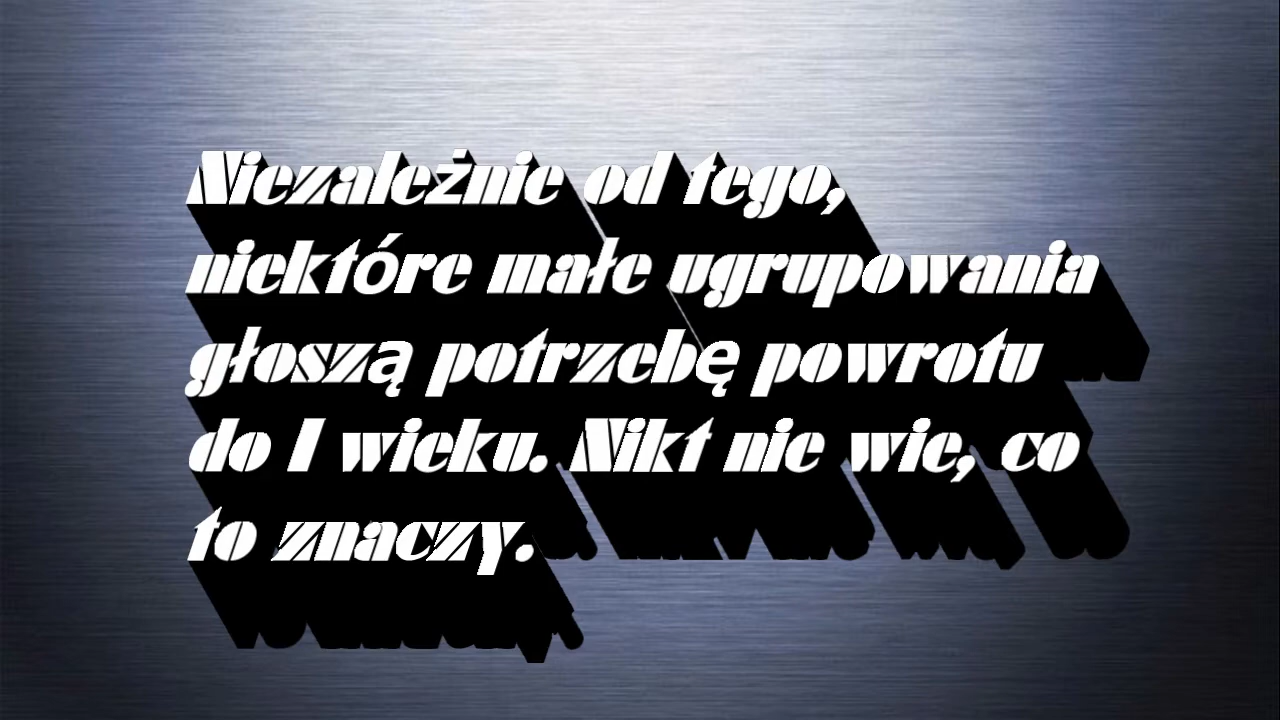 Niezależnie od tego,
niektóre małe ugrupowania
głoszą potrzebę powrotu
do I wieku. Nikt nie wie, co
to znaczy.